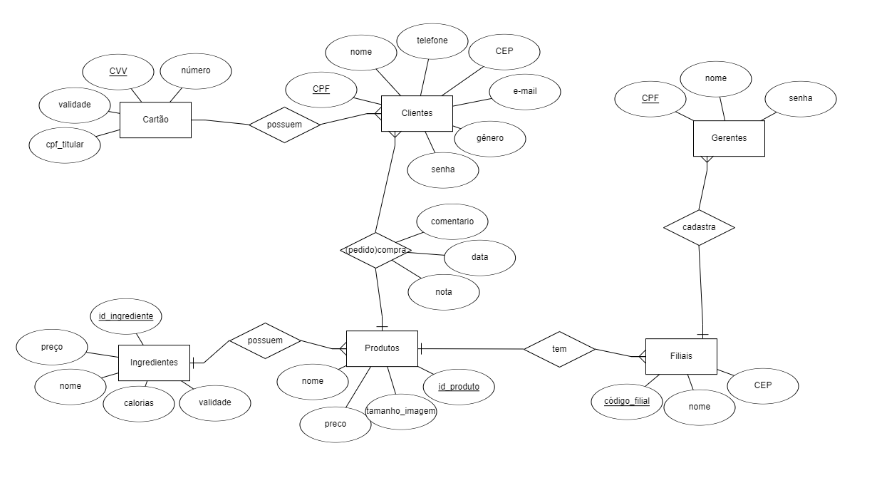 telefone
nome
CEP
CVV
número
CPF
e-mail
validade
Cartão
possuem
Clientes
cpf_titular
gênero
senha
nome
CPF
senha
Gerentes
comentario
cadastra
(pedido)compra
data
nota
id_ingrediente
preço
possuem
Produtos
tem
Filiais
Ingredientes
nome
nome
id_produto
CEP
calorias
validade
código_filial
nome
tamanho_imagem
preco